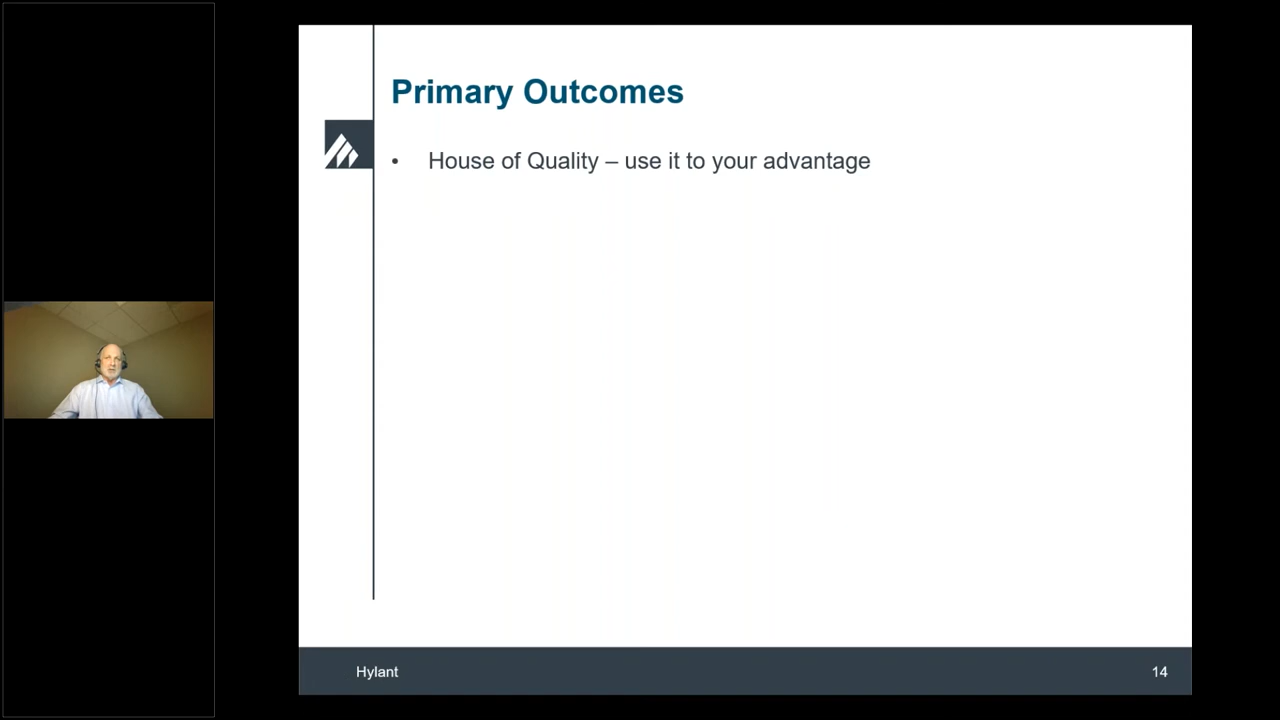 Primary Outcomes
• House of Quality – use it to your advantage
Hylant
14